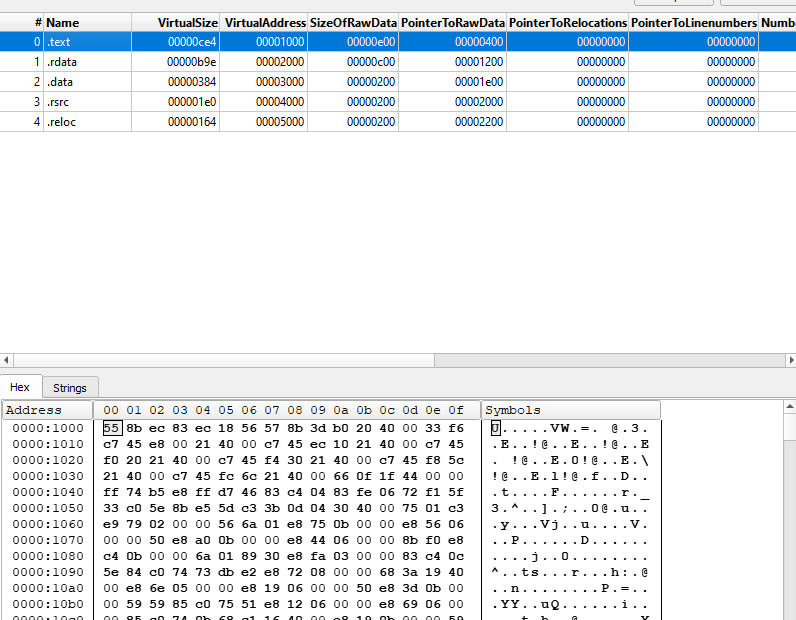 # Name VirtualSize VirtualAddress SizeOfRawData PointerToRawData PointerToRelocations PointerToLinenumbers
0 .text 00000ce4 00001000 00000e00 00000400 00000000 00000000
1 .rdata 00000b9e 00002000 00000c00 00001200 00000000 00000000
2 .data 00000384 00003000 00000200 00001e00 00000000 00000000
3 .rsrc 000001e0 00004000 00000200 00002000 00000000 00000000
4 .reloc 00000164 00005000 00000200 00002200 00000000 00000000
Hex Strings
Address 00 01 02 03 04 05 06 07 08 09 0a 0b 0c 0d 0e 0f Symbols
0000:1000 55 8b ec 83 ec 18 56 57 8b 3d b0 20 40 00 33 f6 U.....VW.=. @.3.
0000:1010 c7 45 e8 00 21 40 00 c7 45 ec 10 21 40 00 c7 45 .E..!@..E..!@..E
0000:1020 f0 20 21 40 00 c7 45 f4 30 21 40 00 c7 45 f8 5c . !@..E.0!@..E.\
0000:1030 21 40 00 c7 45 fc 6c 21 40 00 66 0f 1f 44 00 00 !@..E.l!@.f..D..
0000:1040 ff 74 b5 e8 ff d7 46 83 c4 04 83 fe 06 72 f1 5f .t....F......r._
0000:1050 33 c0 5e 8b e5 5d c3 3b 0d 04 30 40 00 75 01 c3 3.^..].;..0@.u..
0000:1060 e9 79 02 00 00 56 6a 01 e8 75 0b 00 00 e8 56 06 .y...Vj..u....V.
0000:1070 00 00 50 e8 a0 0b 00 00 e8 44 06 00 00 8b f0 e8 ..P......D......
0000:1080 c4 0b 00 00 6a 01 89 30 e8 fa 03 00 00 83 c4 0c ....j..0........
0000:1090 5e 84 c0 74 73 db e2 e8 72 08 00 00 68 3a 19 40 ^..ts...r...h:.@
0000:10a0 00 e8 6e 05 00 00 e8 19 06 00 00 50 e8 3d 0b 00 ..n........P.=..
0000:10b0 00 59 59 85 c0 75 51 e8 12 06 00 00 e8 69 06 00 .YY..uQ......i..